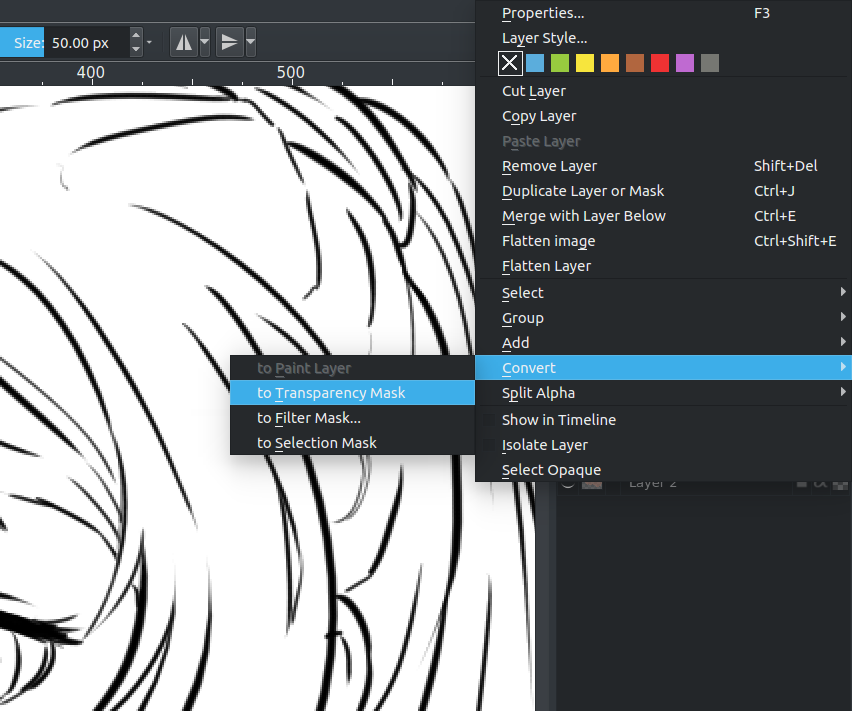 Properties... F3
Layer Style...
Size: 50.00 px
400 500
Cut Layer
Copy Layer
Paste Layer
Remove Layer Shift+Del
Duplicate Layer or Mask Ctrl+J
Merge with Layer Below Ctrl+E
Flatten image Ctrl+Shift+E
Flatten Layer
Select
Group
Add
Convert
to Paint Layer
to Transparency Mask
to Filter Mask...
to Selection Mask
Split Alpha
Show in Timeline
Isolate Layer
Select Opaque
Layer 2